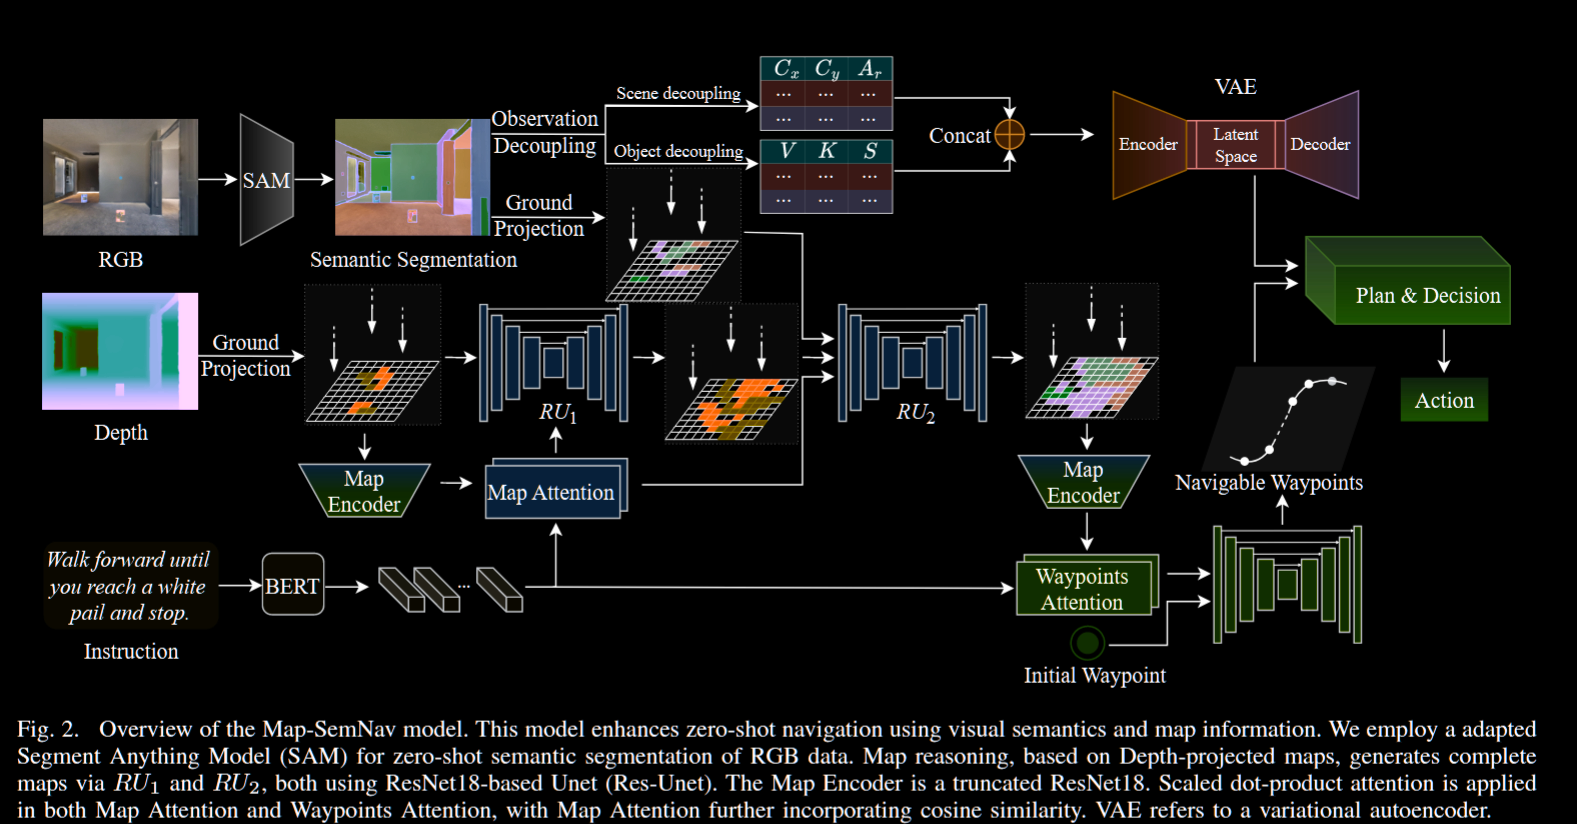 VAE
C_x C_y A_r
... ... ...
... ... ...
Scene decoupling
Observation
Decoupling
Object decoupling
V K S
... ... ...
... ... ...
Concat
Encoder
Latent
Space
Decoder
SAM
RGB
Semantic Segmentation
Ground
Projection
Depth
Ground
Projection
RU_1
RU_2
Plan & Decision
Action
Map
Encoder
Map Attention
Map
Encoder
Navigable Waypoints
Walk forward until
you reach a white
pail and stop.
Instruction
BERT
...
Waypoints
Attention
Initial Waypoint
Fig. 2. Overview of the Map-SemNav model. This model enhances zero-shot navigation using visual semantics and map information. We employ a adapted
Segment Anything Model (SAM) for zero-shot semantic segmentation of RGB data. Map reasoning, based on Depth-projected maps, generates complete
maps via RU_1 and RU_2, both using ResNet18-based Unet (Res-Unet). The Map Encoder is a truncated ResNet18. Scaled dot-product attention is applied
in both Map Attention and Waypoints Attention, with Map Attention further incorporating cosine similarity. VAE refers to a variational autoencoder.